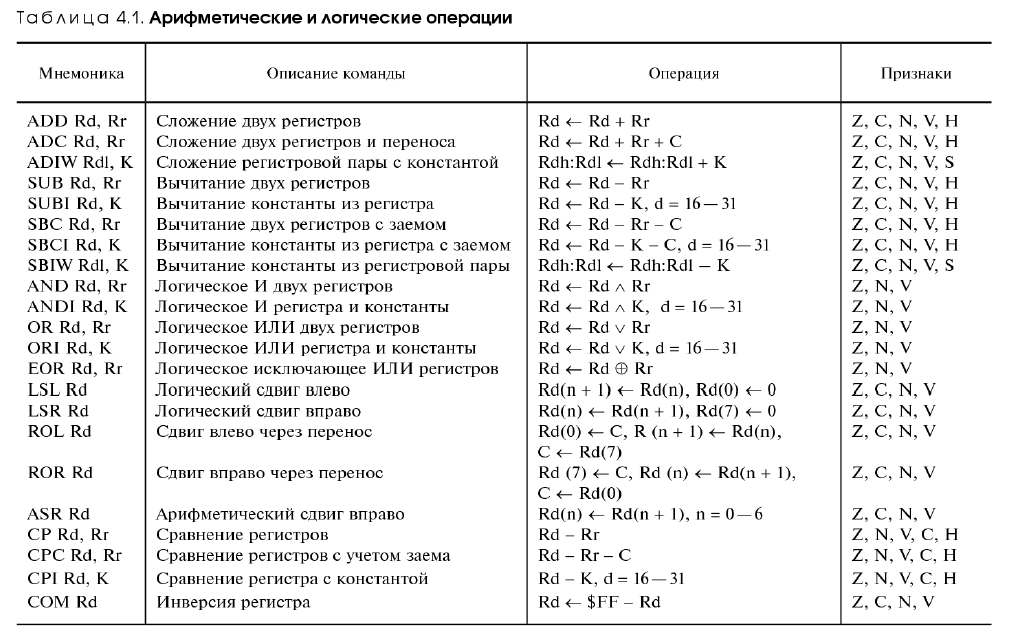 Таблица 4.1. Арифметические и логические операции
Мнемоника Описание команды Операция Признаки
ADD Rd, Rr Сложение двух регистров Rd ← Rd + Rr Z, C, N, V, H
ADC Rd, Rr Сложение двух регистров и переноса Rd ← Rd + Rr + C Z, C, N, V, H
ADIW Rdl, K Сложение регистровой пары с константой Rdh:Rdl ← Rdh:Rdl + K Z, C, N, V, S
SUB Rd, Rr Вычитание двух регистров Rd ← Rd – Rr Z, C, N, V, H
SUBI Rd, K Вычитание константы из регистра Rd ← Rd – K, d = 16—31 Z, C, N, V, H
SBC Rd, Rr Вычитание двух регистров с заемом Rd ← Rd – Rr – C Z, C, N, V, H
SBCI Rd, K Вычитание константы из регистра с заемом Rd ← Rd – K – C, d = 16—31 Z, C, N, V, H
SBIW Rdl, K Вычитание константы из регистровой пары Rdh:Rdl ← Rdh:Rdl – K Z, C, N, V, S
AND Rd, Rr Логическое И двух регистров Rd ← Rd ∧ Rr Z, N, V
ANDI Rd, K Логическое И регистра и константы Rd ← Rd ∧ K, d = 16—31 Z, N, V
OR Rd, Rr Логическое ИЛИ двух регистров Rd ← Rd ∨ Rr Z, N, V
ORI Rd, K Логическое ИЛИ регистра и константы Rd ← Rd ∨ K, d = 16—31 Z, N, V
EOR Rd, Rr Логическое исключающее ИЛИ регистров Rd ← Rd ⊕ Rr Z, N, V
LSL Rd Логический сдвиг влево Rd(n + 1) ← Rd(n), Rd(0) ← 0 Z, C, N, V
LSR Rd Логический сдвиг вправо Rd(n) ← Rd(n + 1), Rd(7) ← 0 Z, C, N, V
ROL Rd Сдвиг влево через перенос Rd(0) ← C, R (n + 1) ← Rd(n), Z, C, N, V
C ← Rd(7)
ROR Rd Сдвиг вправо через перенос Rd (7) ← C, Rd (n) ← Rd(n + 1), Z, C, N, V
C ← Rd(0)
ASR Rd Арифметический сдвиг вправо Rd(n) ← Rd(n + 1), n = 0—6 Z, C, N, V
CP Rd, Rr Сравнение регистров Rd – Rr Z, N, V, C, H
CPC Rd, Rr Сравнение регистров с учетом заема Rd – Rr – C Z, N, V, C, H
CPI Rd, K Сравнение регистра с константой Rd – K, d = 16—31 Z, N, V, C, H
COM Rd Инверсия регистра Rd ← $FF – Rd Z, C, N, V